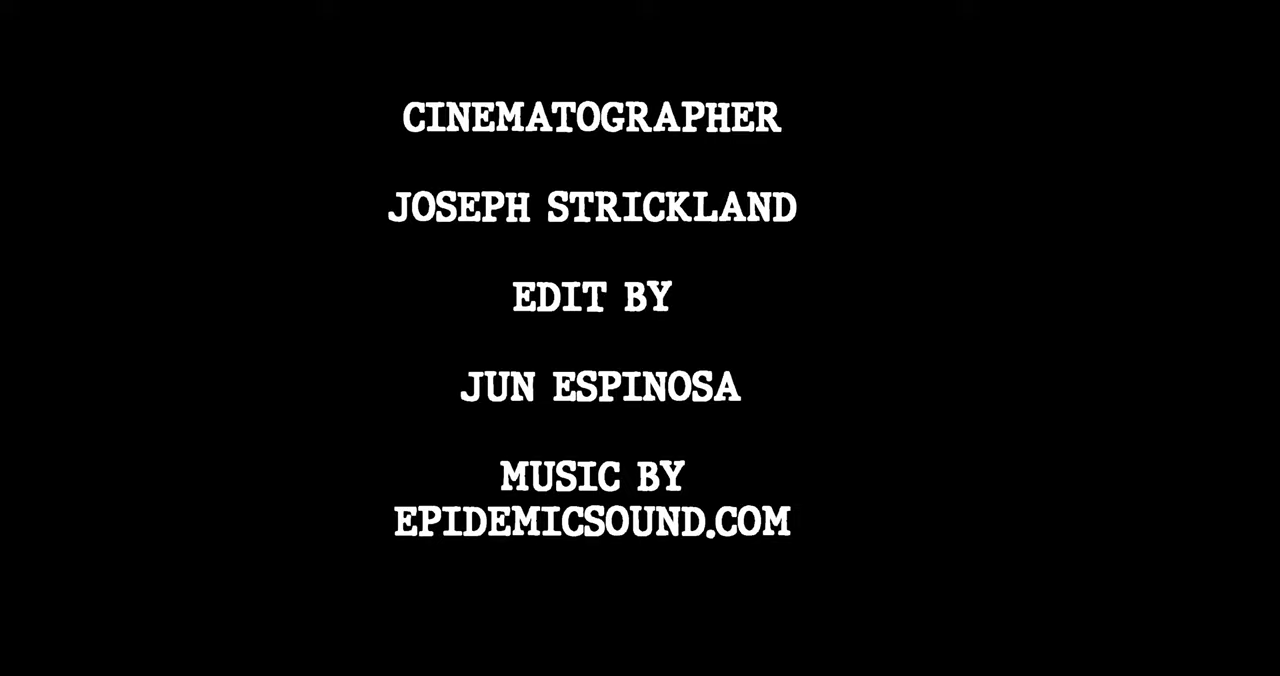 CINEMATOGRAPHER
JOSEPH STRICKLAND
EDIT BY
JUN ESPINOSA
MUSIC BY
EPIDEMICSOUND.COM